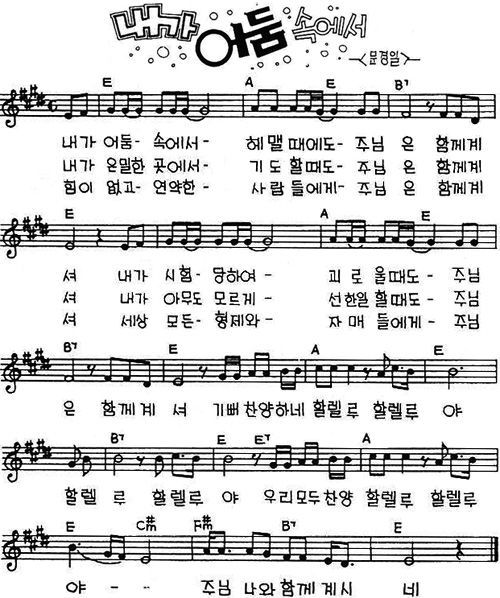 내가 어둠 속에서
문경일
E A E B7
내가 어둠- 속에서- 헤맬 때에도- 주님 은 함께계
내가 은밀한 곳에서- 기도 할때도- 주님 은 함께계
힘이 없고- 연약한- 사람 들에게- 주님 은 함께계
E A E
셔 내가 시험- 당하여- 괴로 울때도- 주님
셔 내가 아무도 모르게- 선한일 할때도- 주님
셔 세상 모든- 형제와- 자매 들에게- 주님
B7 E A E
은 함께계셔 기뻐찬양하네 할렐루 할렐루 야
B7 E E7 A
할렐 루 할렐루 야 우리모두찬양 할렐루 할렐루
E C#m F#m B7 E
야- - 주님 나와함께 계시 네